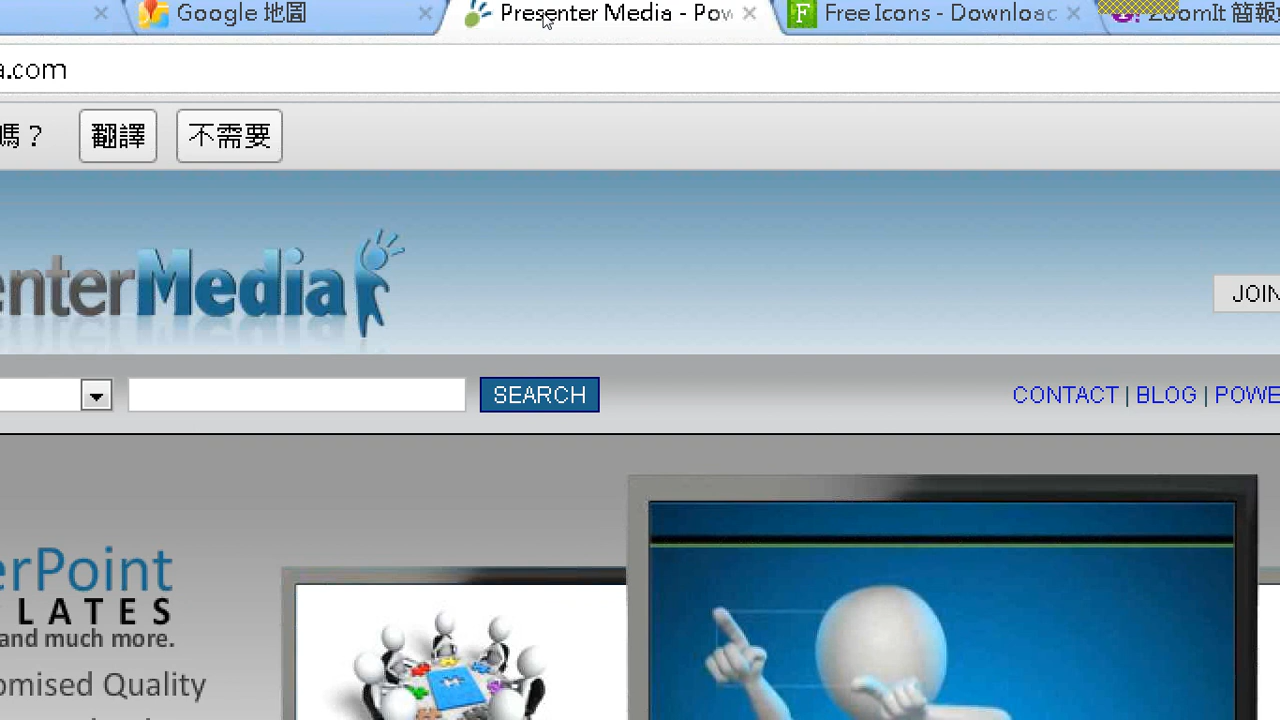 Google 地圖
Presenter Media - Pow
Free Icons - Downloac
ZoomIt 簡報
a.com
嗎？ 翻譯 不需要
enterMedia
JOIN
SEARCH
CONTACT | BLOG | POWE
erPoint
PLATES
and much more.
omised Quality